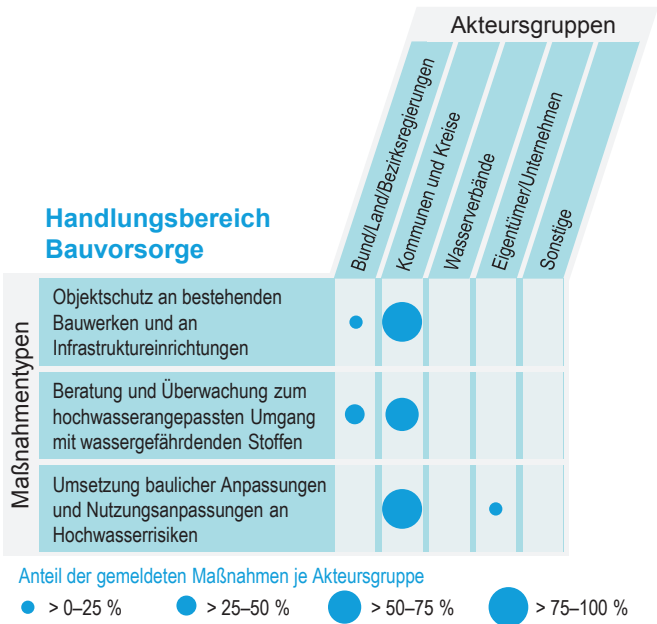 Akteursgruppen
Bund/Land/Bezirksregierungen
Kommunen und Kreise
Wasserverbände
Eigentümer/Unternehmen
Sonstige
Handlungsbereich
Bauvorsorge
Maßnahmentypen
Objektschutz an bestehenden
Bauwerken und an
Infrastruktureinrichtungen
Beratung und Überwachung zum
hochwasserangepassten Umgang
mit wassergefährdenden Stoffen
Umsetzung baulicher Anpassungen
und Nutzungsanpassungen an
Hochwasserrisiken
Anteil der gemeldeten Maßnahmen je Akteursgruppe
> 0–25 % > 25–50 % > 50–75 % > 75–100 %